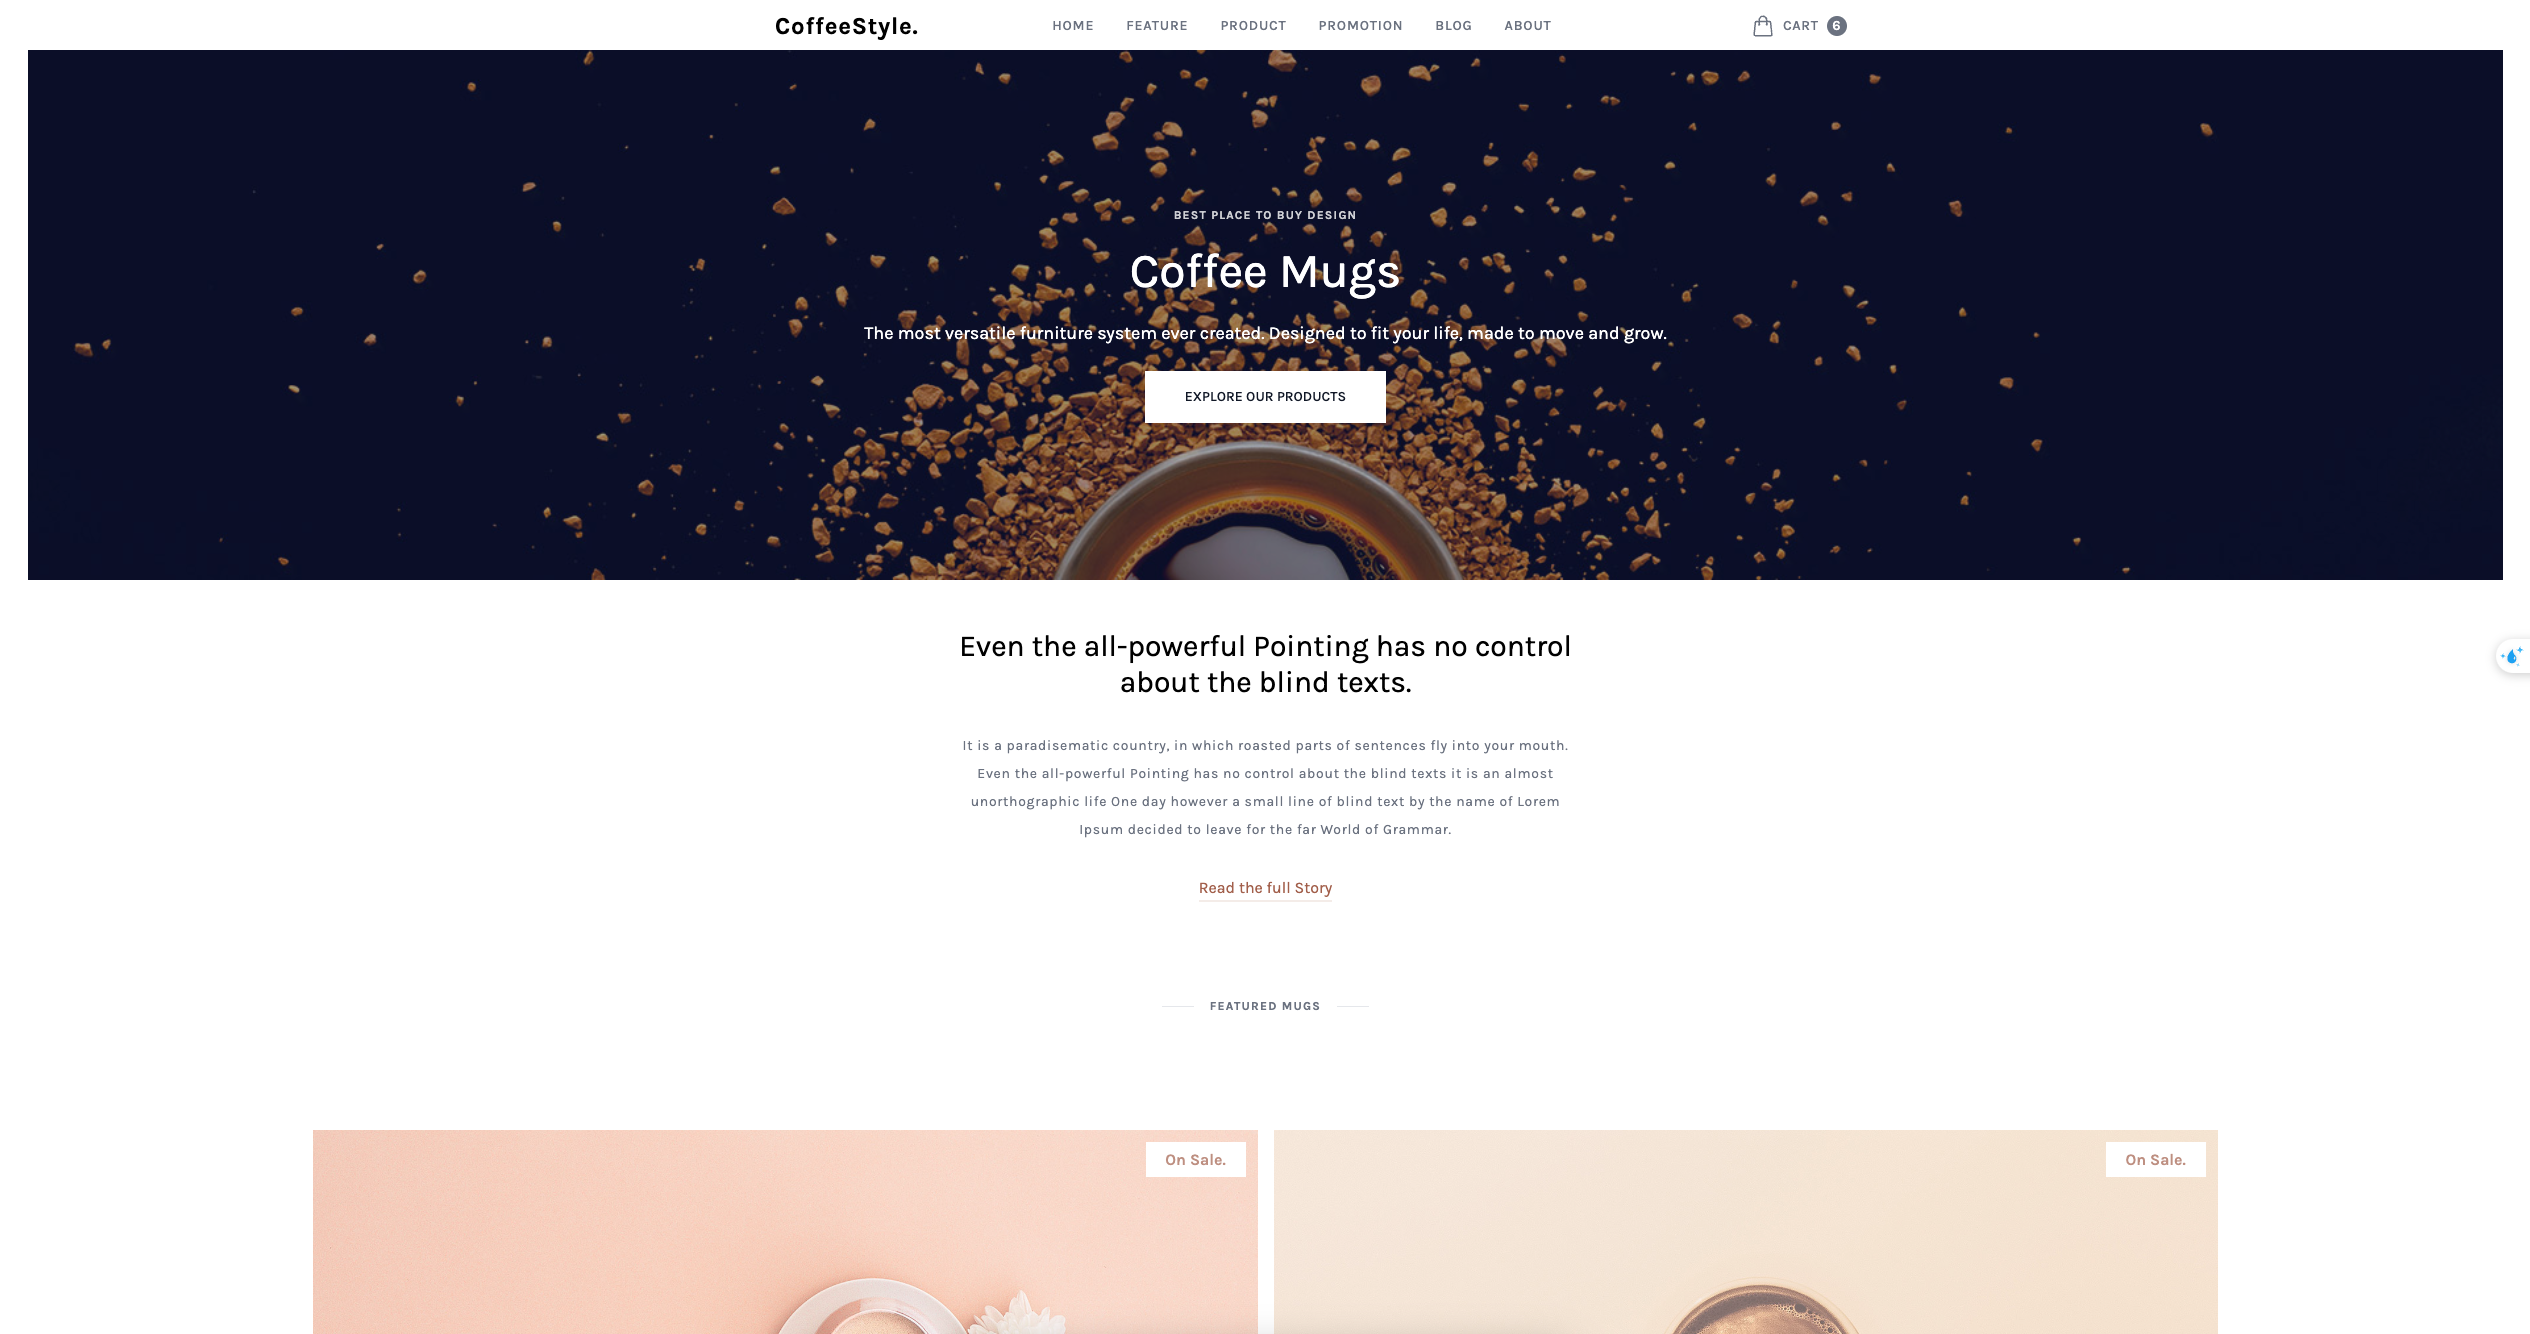 CoffeeStyle.
HOME FEATURE PRODUCT PROMOTION BLOG ABOUT
CART 6
BEST PLACE TO BUY DESIGN
Coffee Mugs
The most versatile furniture system ever created. Designed to fit your life, made to move and grow.
EXPLORE OUR PRODUCTS
Even the all-powerful Pointing has no control
about the blind texts.
It is a paradisematic country, in which roasted parts of sentences fly into your mouth.
Even the all-powerful Pointing has no control about the blind texts it is an almost
unorthographic life One day however a small line of blind text by the name of Lorem
Ipsum decided to leave for the far World of Grammar.
Read the full Story
FEATURED MUGS
On Sale.
On Sale.